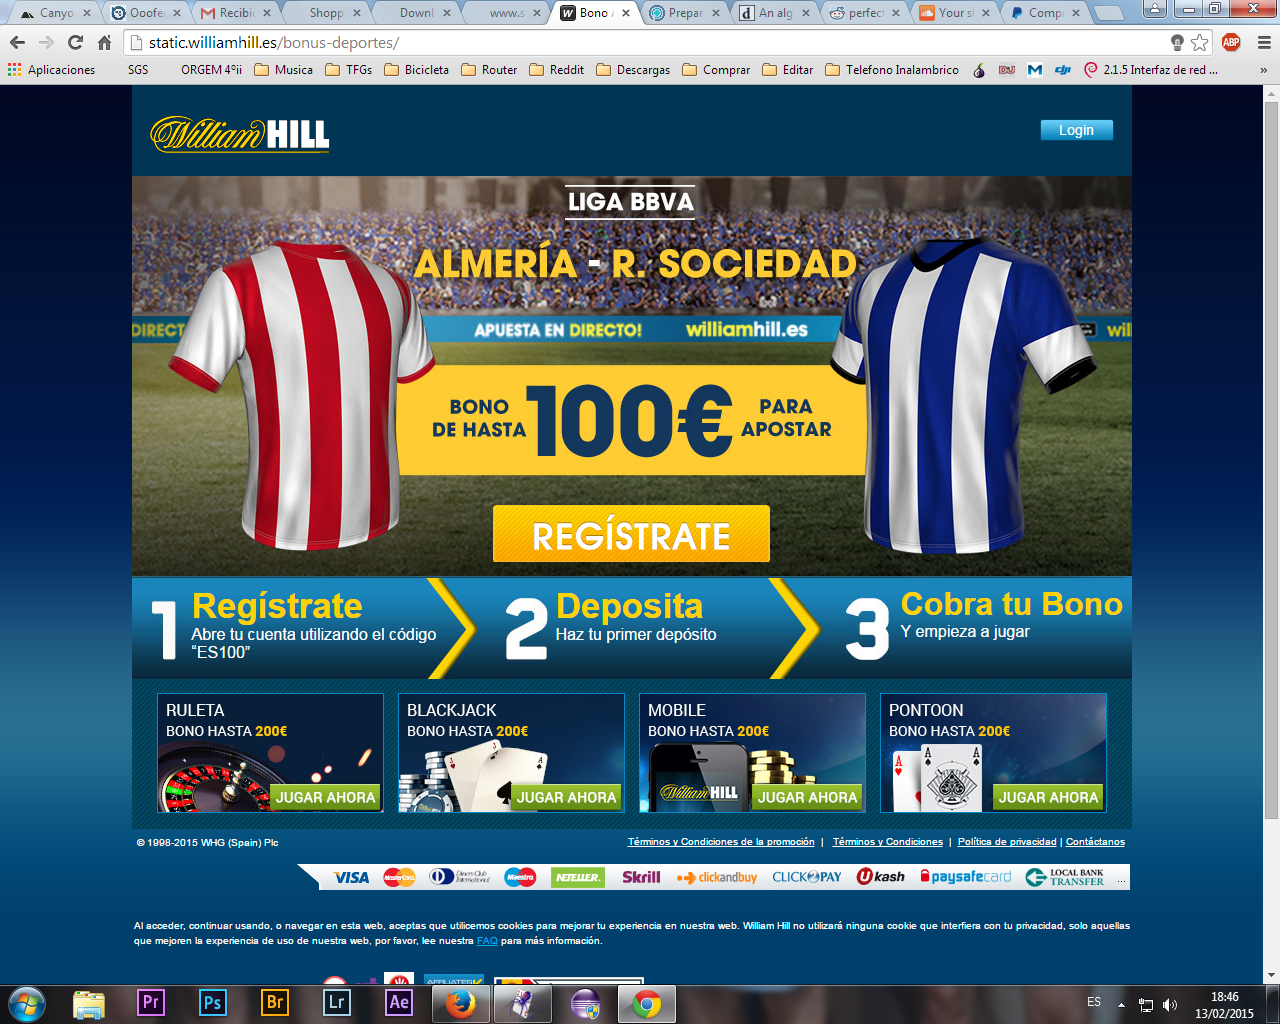 Canyo
Ooofe
Recibi
Shopp
Downl
www.s
Bono A
Prepar
An alg
perfec
Your s
Comp
static.williamhill.es/bonus-deportes/
ABP
Aplicaciones SGS ORGEM 4ºii Musica TFGs Bicicleta Router Reddit Descargas Comprar Editar Telefono Inalambrico 2.1.5 Interfaz de red ... »
William HILL
Login
LIGA BBVA
ALMERÍA - R. SOCIEDAD
DIRECT APUESTA EN DIRECTO! williamhill.es wil
BONO
DE HASTA
100€
PARA
APOSTAR
REGÍSTRATE
1 Regístrate
Abre tu cuenta utilizando el código
“ES100”
2 Deposita
Haz tu primer depósito
3 Cobra tu Bono
Y empieza a jugar
RULETA
BONO HASTA 200€
JUGAR AHORA
BLACKJACK
BONO HASTA 200€
JUGAR AHORA
MOBILE
BONO HASTA 200€
William HILL
JUGAR AHORA
PONTOON
BONO HASTA 200€
JUGAR AHORA
© 1998-2015 WHG (Spain) Plc
Términos y Condiciones de la promoción | Términos y Condiciones | Política de privacidad | Contáctanos
VISA MasterCard Diners Club International Maestro NETELLER. Skrill clickandbuy CLICK2PAY Ukash paysafecard LOCAL BANK TRANSFER ...
Al acceder, continuar usando, o navegar en esta web, aceptas que utilicemos cookies para mejorar tu experiencia en nuestra web. William Hill no utilizará ninguna cookie que interfiera con tu privacidad, solo aquellas
que mejoren la experiencia de uso de nuestra web, por favor, lee nuestra FAQ para más información.
AFFILIATES
Pr Ps Br Lr Ae
ES
18:46
13/02/2015